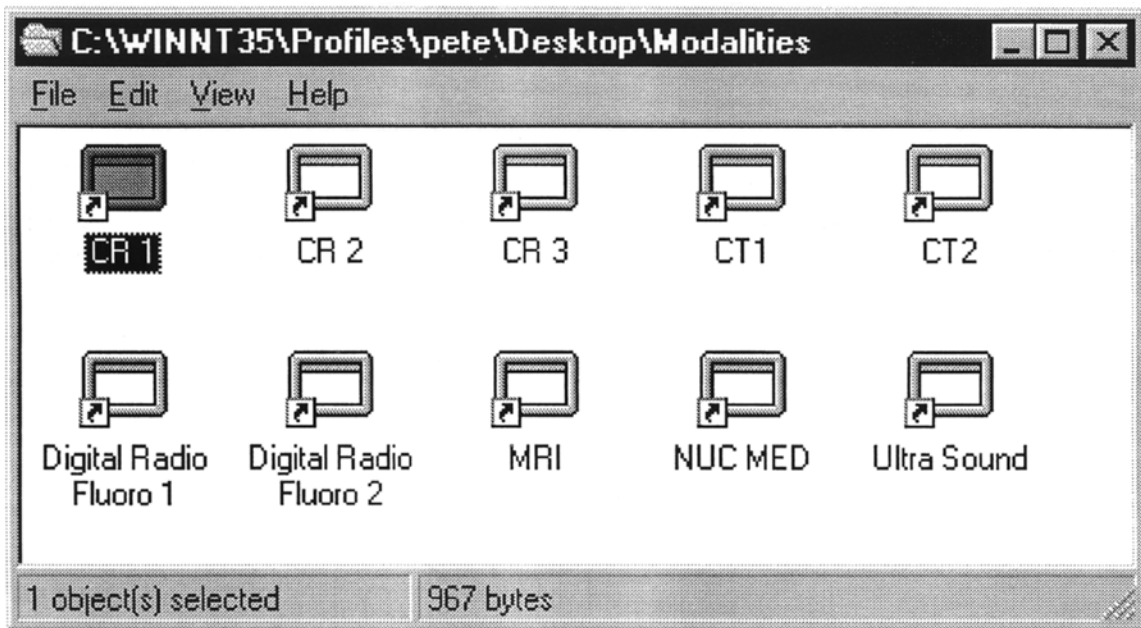 C:\WINNT35\Profiles\pete\Desktop\Modalities
File Edit View Help
CR 1 CR 2 CR 3 CT1 CT2
Digital Radio Digital Radio MRI NUC MED Ultra Sound
Fluoro 1 Fluoro 2
1 object(s) selected 967 bytes